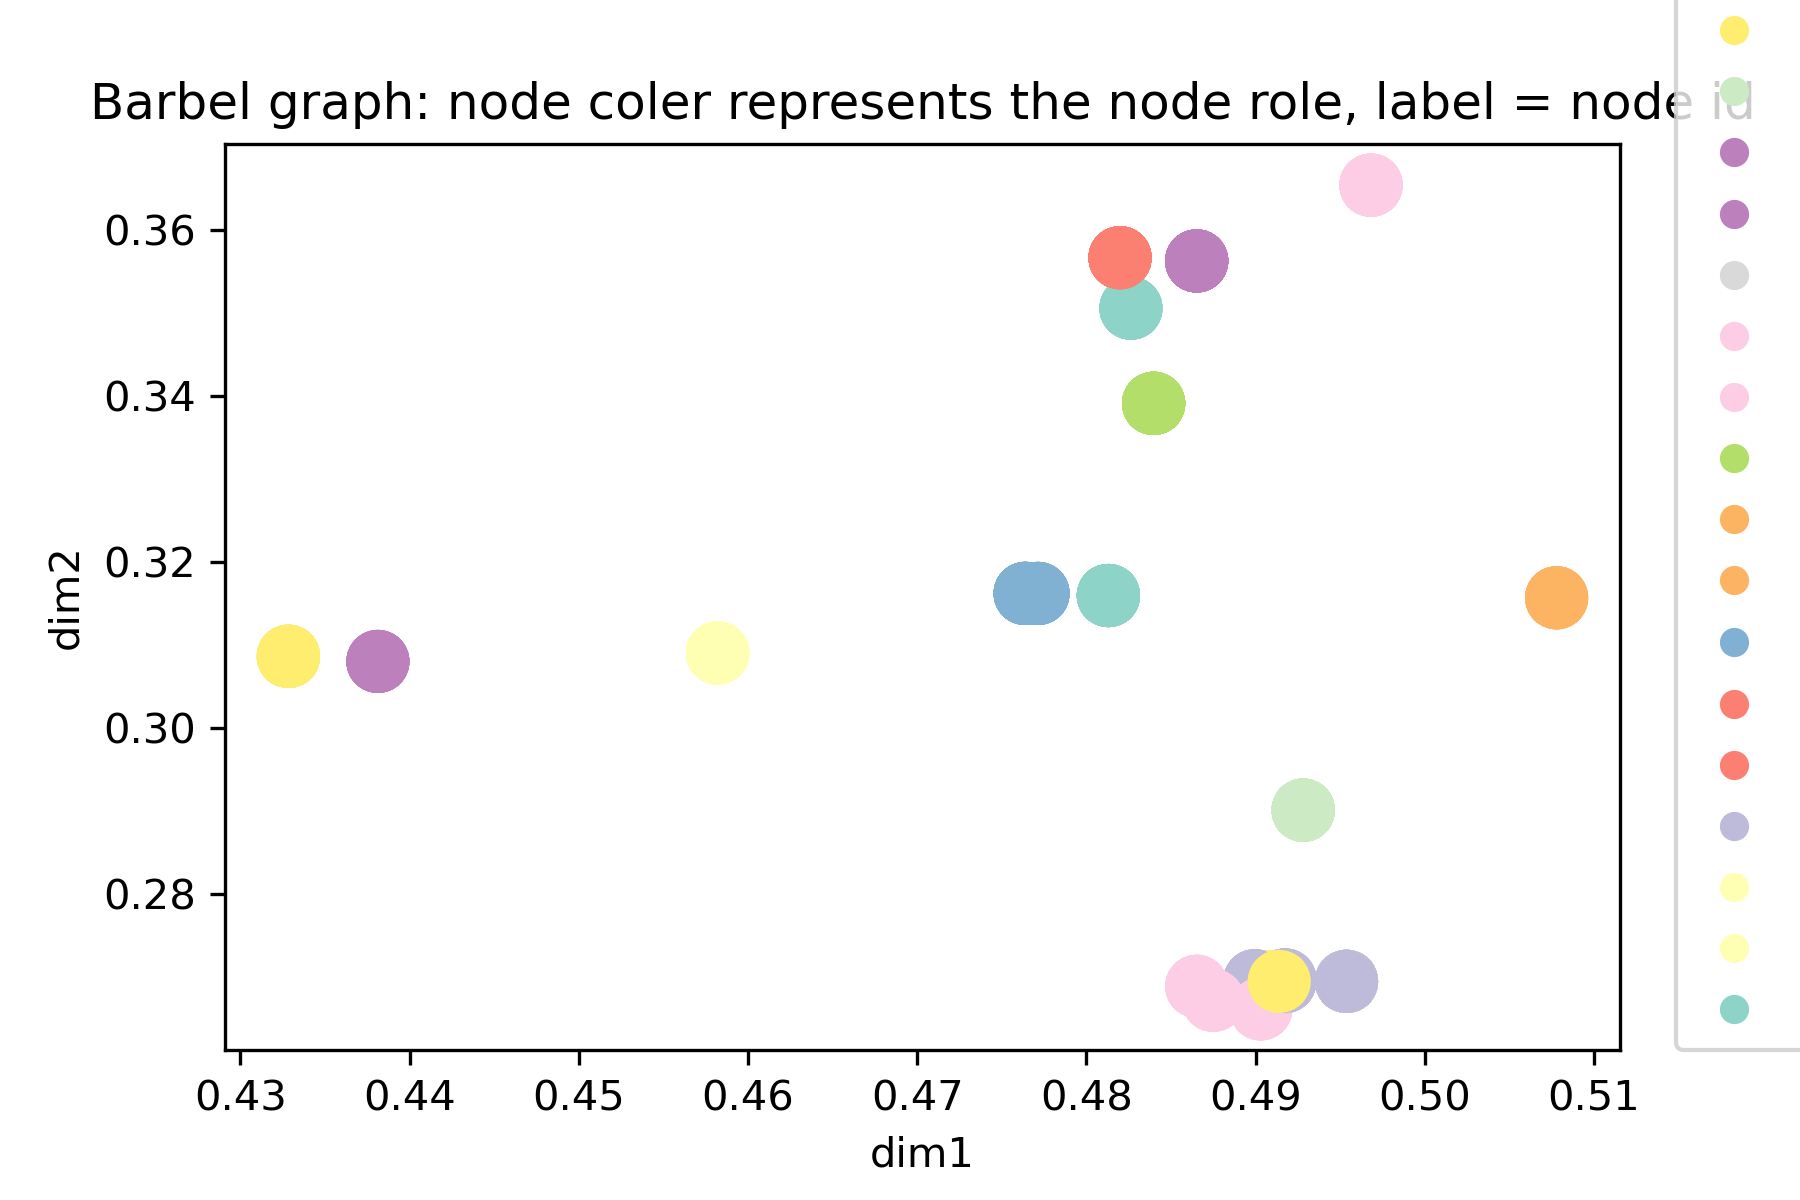 Barbel graph: node coler represents the node role, label = node id
0.36
0.34
0.32
0.30
0.28
dim2
0.43 0.44 0.45 0.46 0.47 0.48 0.49 0.50 0.51
dim1